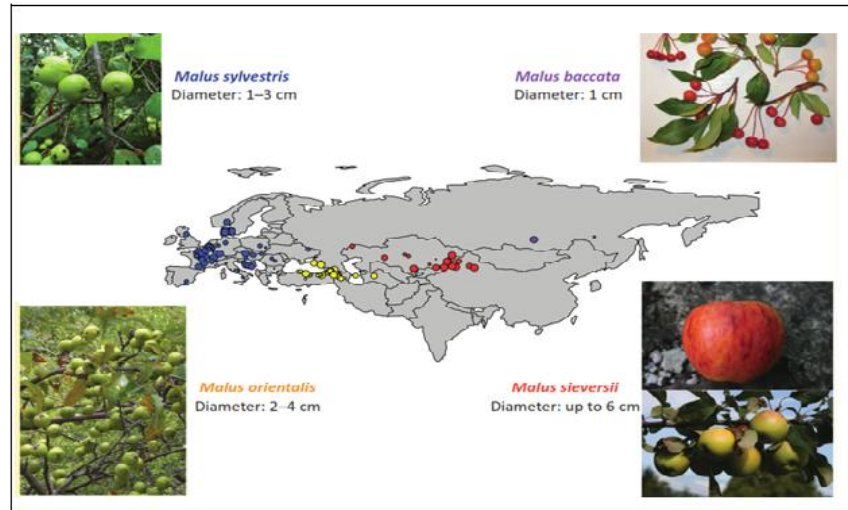 Malus sylvestris
Diameter: 1–3 cm
Malus baccata
Diameter: 1 cm
Malus orientalis
Diameter: 2–4 cm
Malus sieversii
Diameter: up to 6 cm